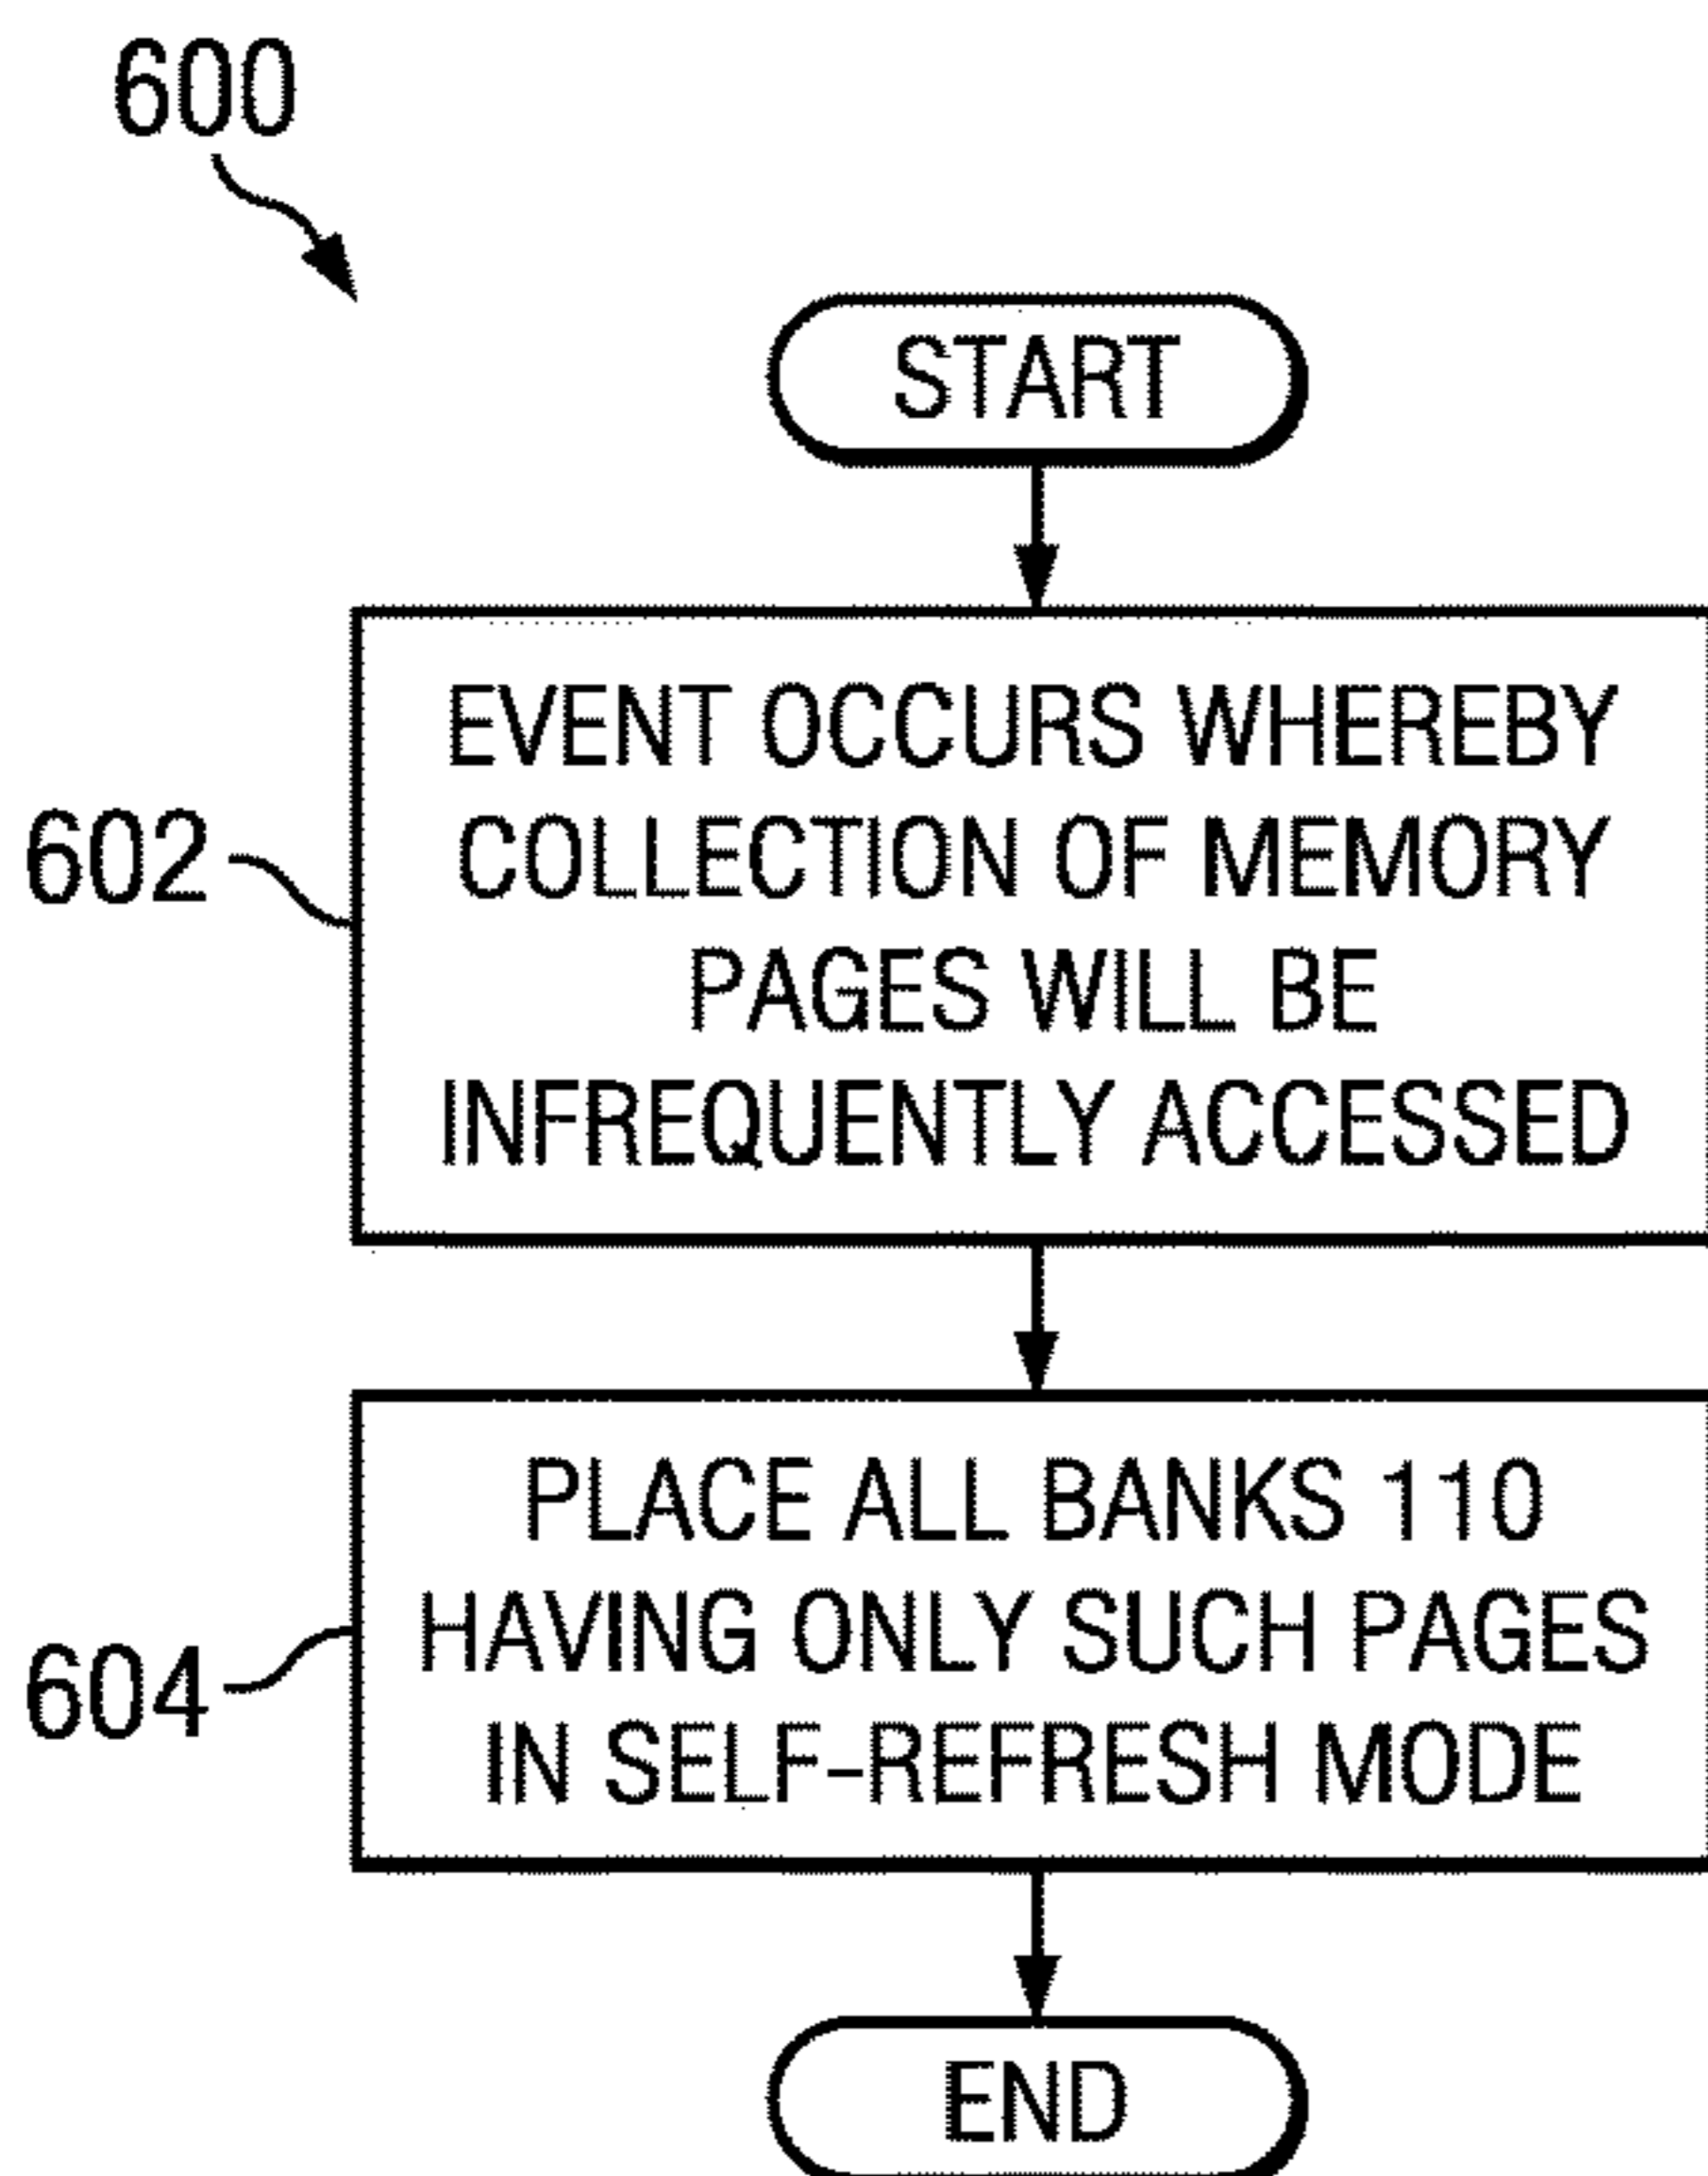 600
START
EVENT OCCURS WHEREBY
COLLECTION OF MEMORY
PAGES WILL BE
INFREQUENTLY ACCESSED
602
PLACE ALL BANKS 110
HAVING ONLY SUCH PAGES
IN SELF-REFRESH MODE
604
END